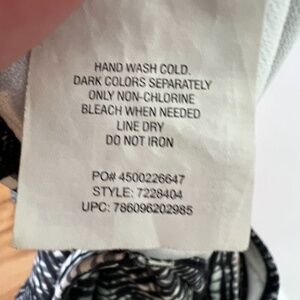 HAND WASH COLD.
DARK COLORS SEPARATELY
ONLY NON-CHLORINE
BLEACH WHEN NEEDED
LINE DRY
DO NOT IRON
PO# 4500226647
STYLE: 7228404
UPC: 786096202985